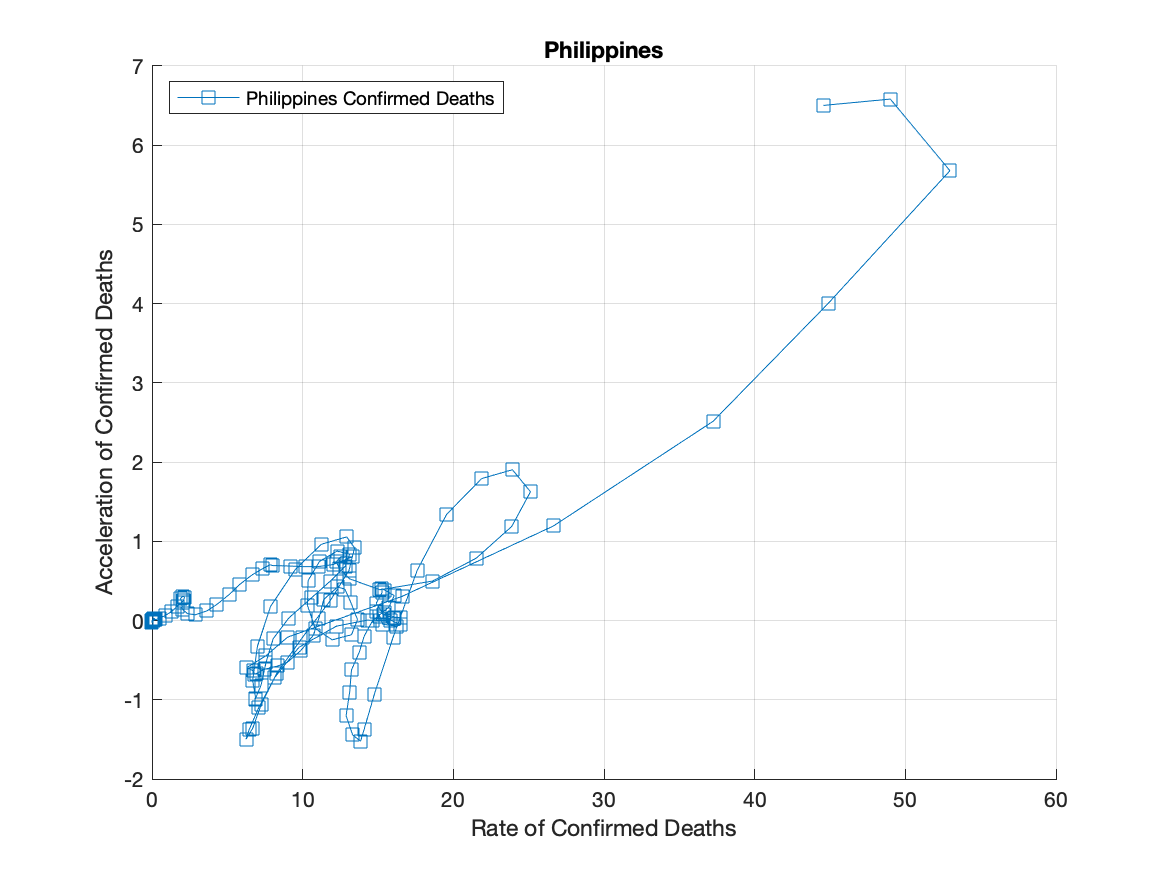 Philippines
Philippines Confirmed Deaths
Acceleration of Confirmed Deaths
7
6
5
4
3
2
1
0
-1
-2
0 10 20 30 40 50 60
Rate of Confirmed Deaths